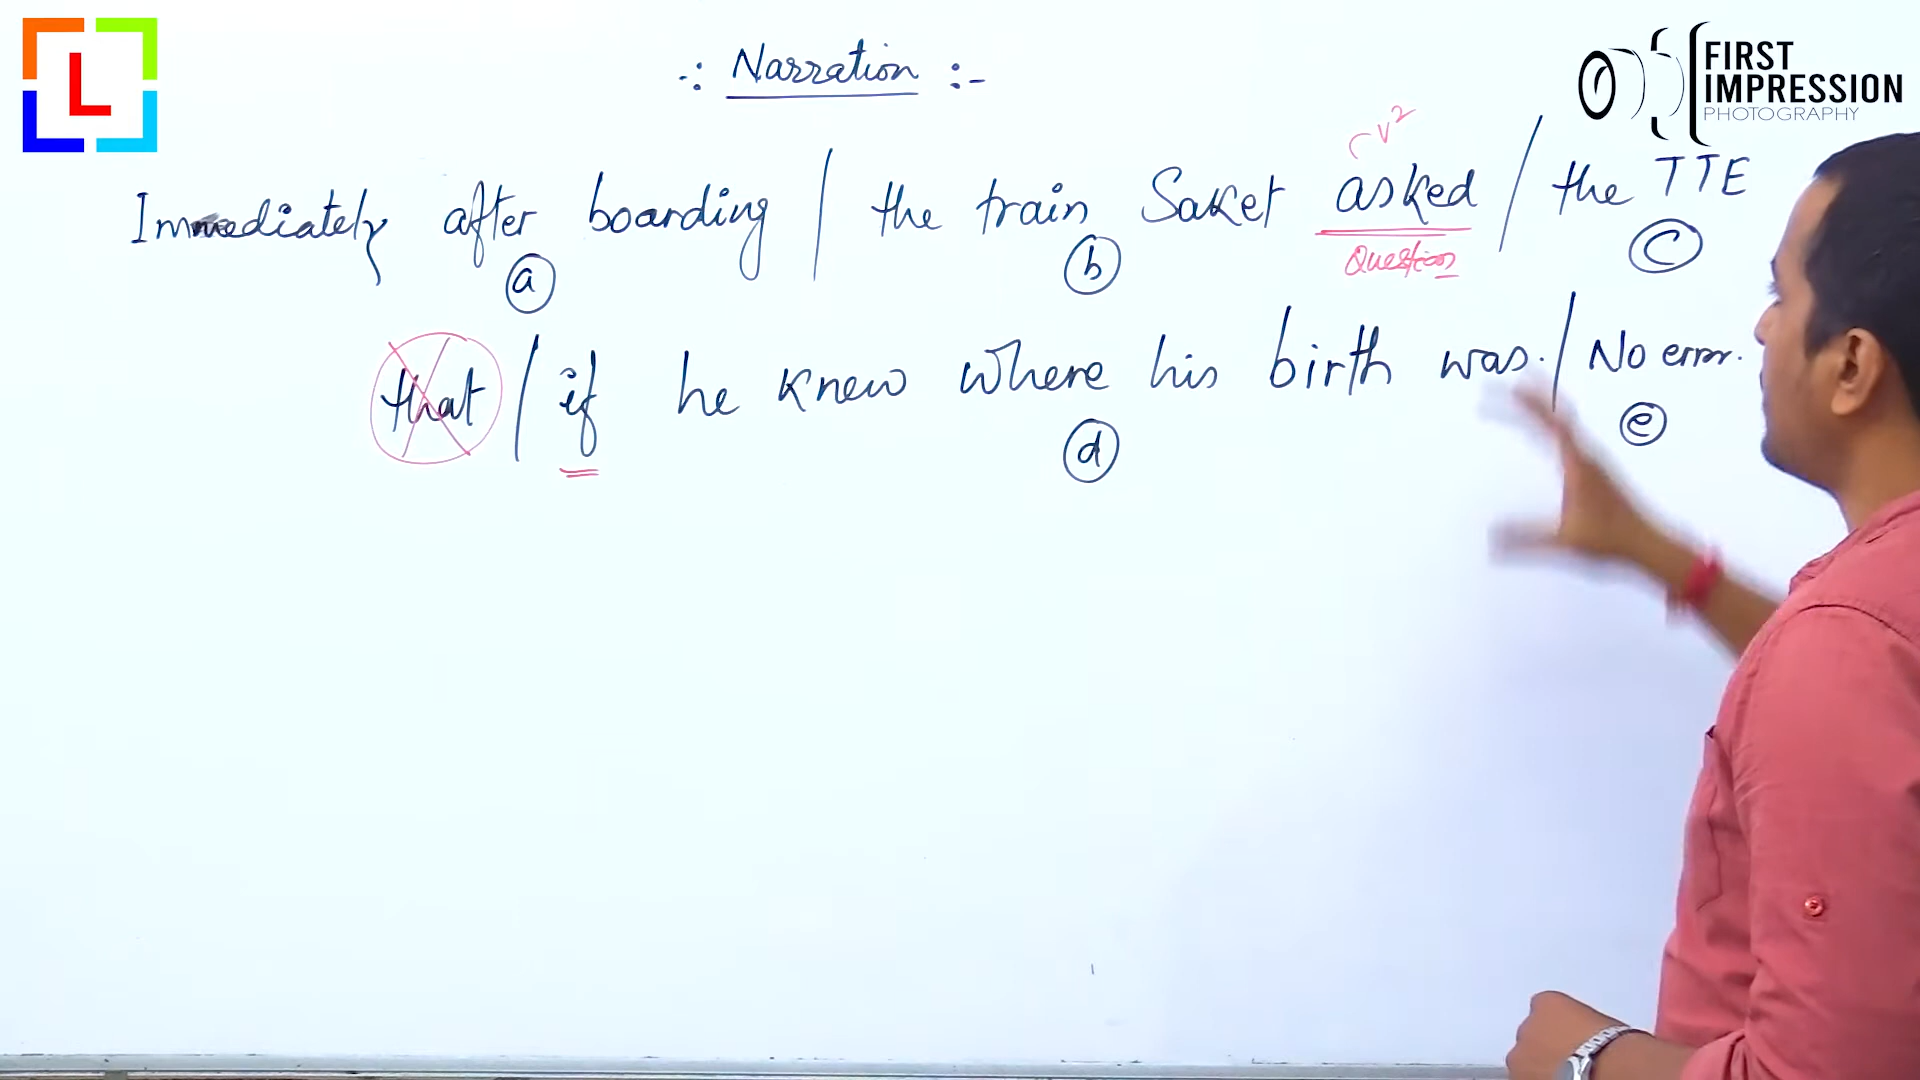 L
FIRST
IMPRESSION
PHOTOGRAPHY
Narration
v²
Immediately after boarding / the train Saket asked / the TTE
Question
a b c
that / if he knew where his birth was. / No error.
d e